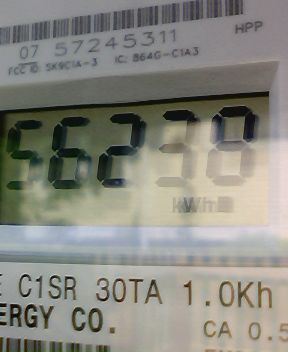 07 57245311 HPP
FCC ID: SK9C1A-3 IC: 864G-C1A3
56238
kWh
E C1SR 30TA 1.0Kh
ERGY CO. CA 0.5